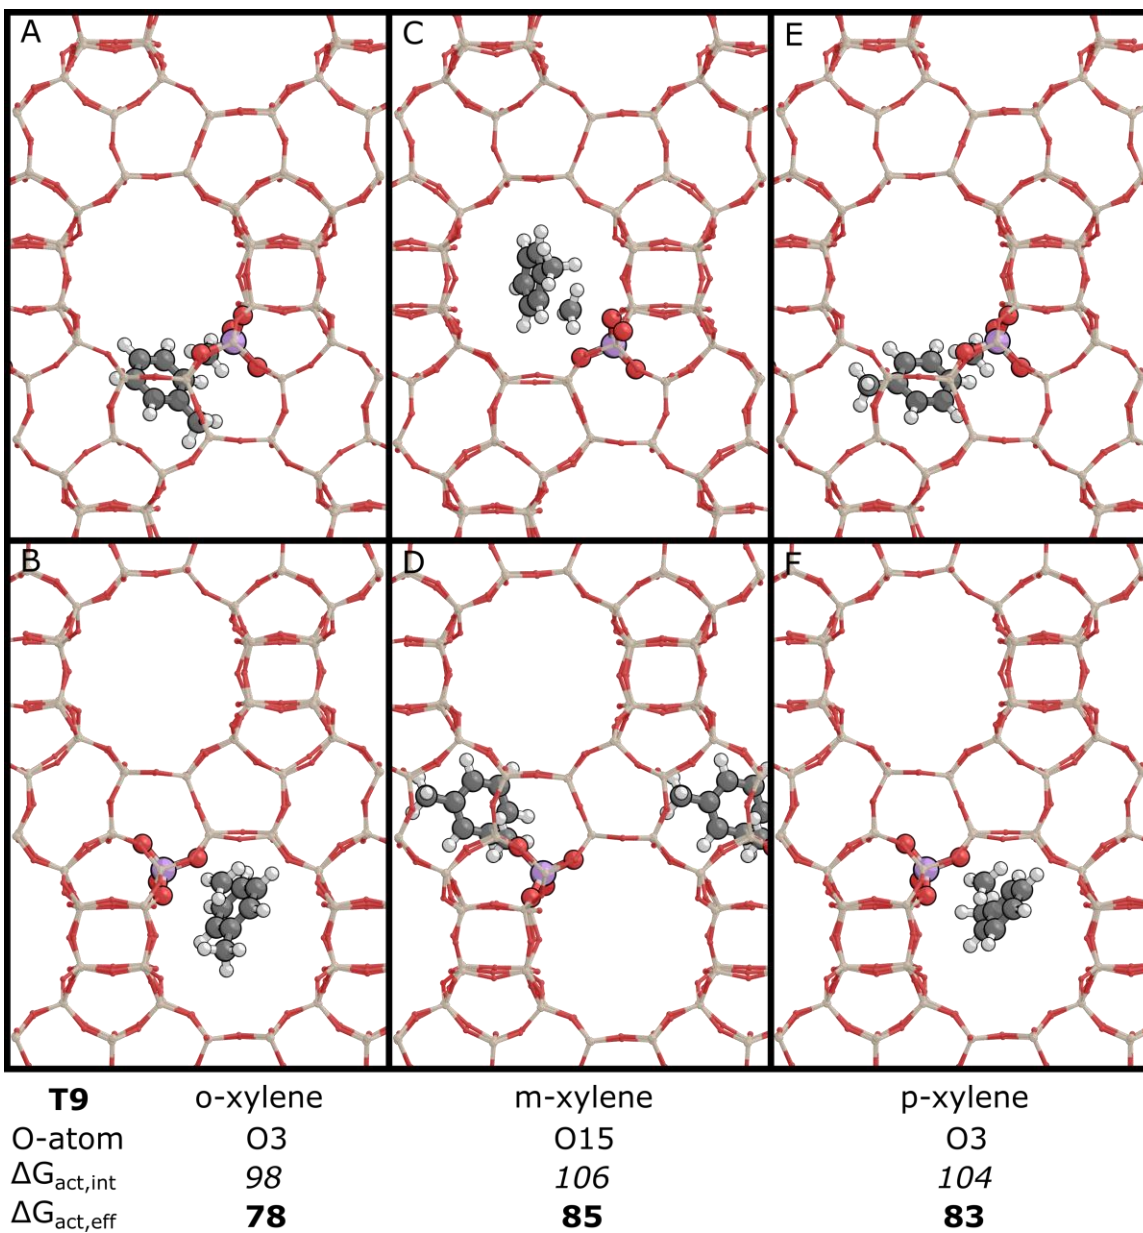 A C E
B D F
T9 o-xylene m-xylene p-xylene
O-atom O3 O15 O3
ΔGact,int 98 106 104
ΔGact,eff 78 85 83